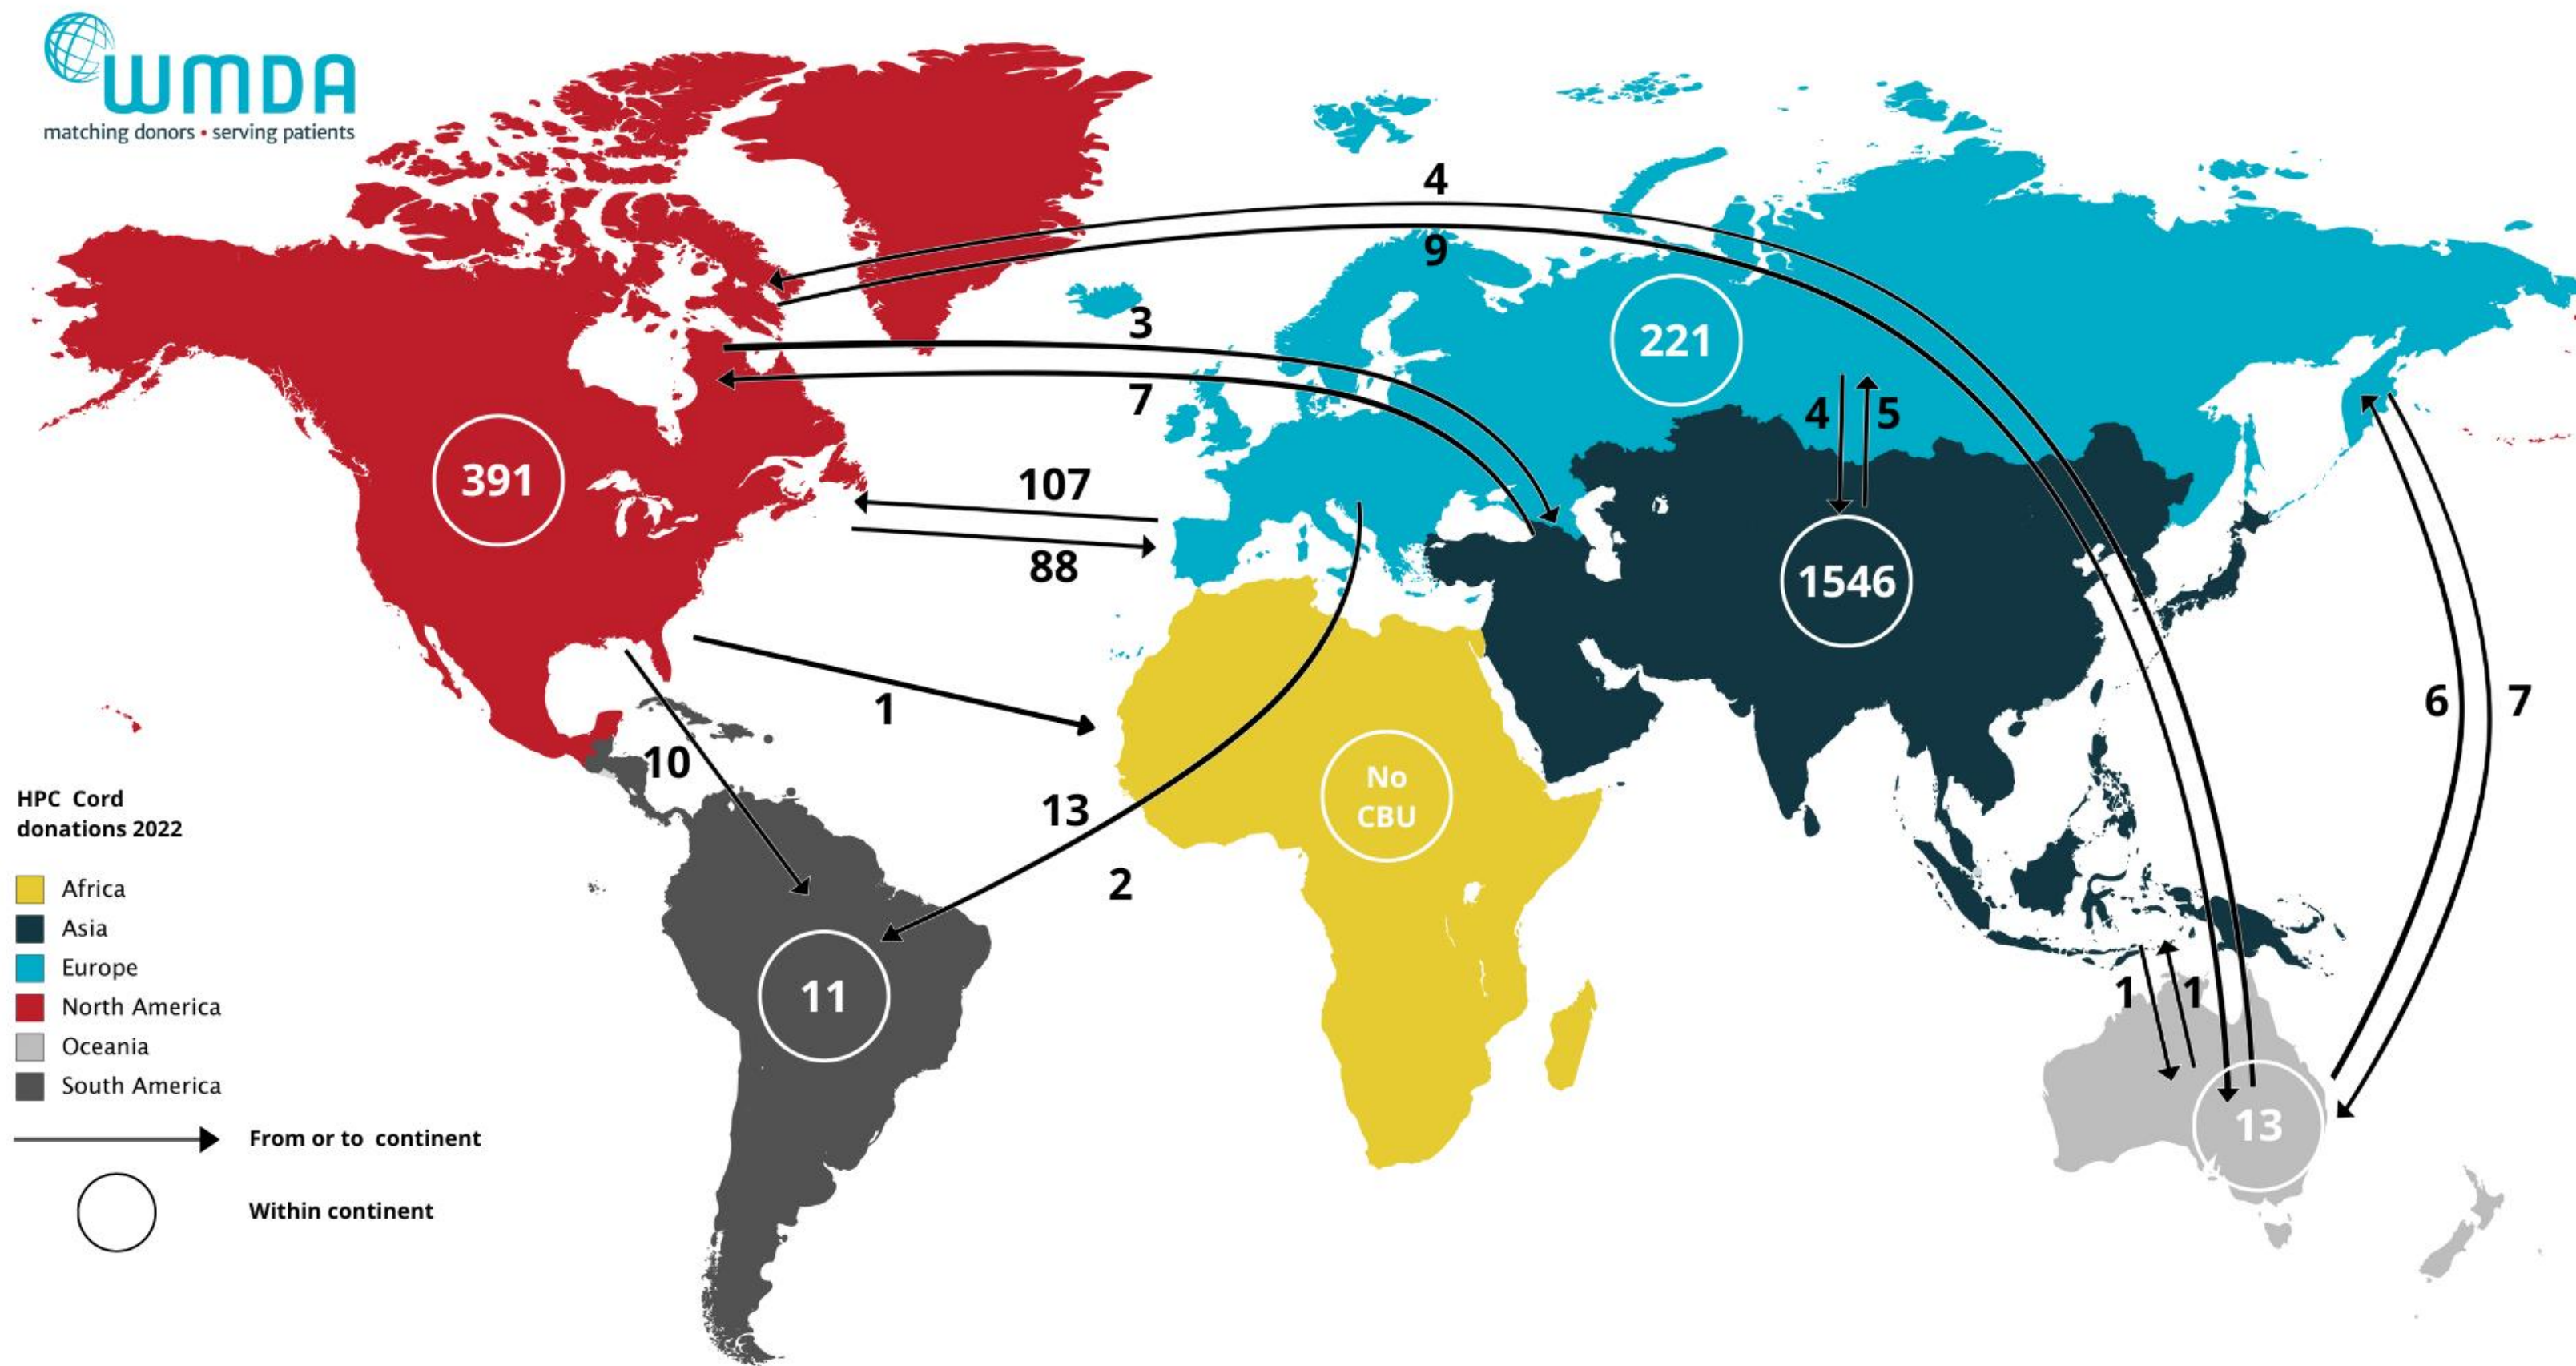 WMDA
matching donors • serving patients
4
9
3
7
221
4
5
391
107
88
1546
6
7
1
10
No
CBU
13
2
11
1
1
13
HPC Cord
donations 2022
Africa
Asia
Europe
North America
Oceania
South America
From or to continent
Within continent